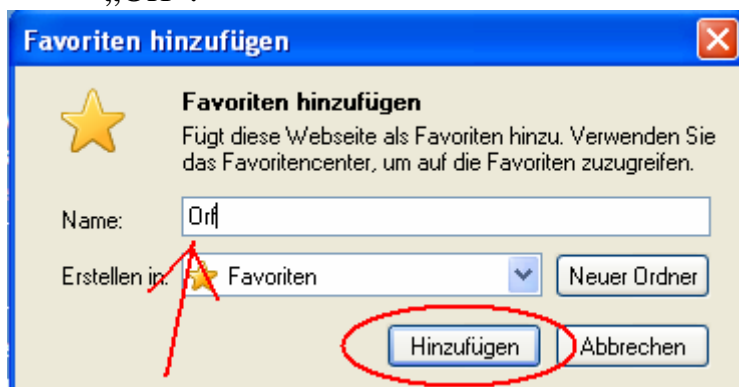 Favoriten hinzufügen
Favoriten hinzufügen
Fügt diese Webseite als Favoriten hinzu. Verwenden Sie
das Favoritencenter, um auf die Favoriten zuzugreifen.
Name: Orf
Erstellen in: Favoriten Neuer Ordner
Hinzufügen Abbrechen